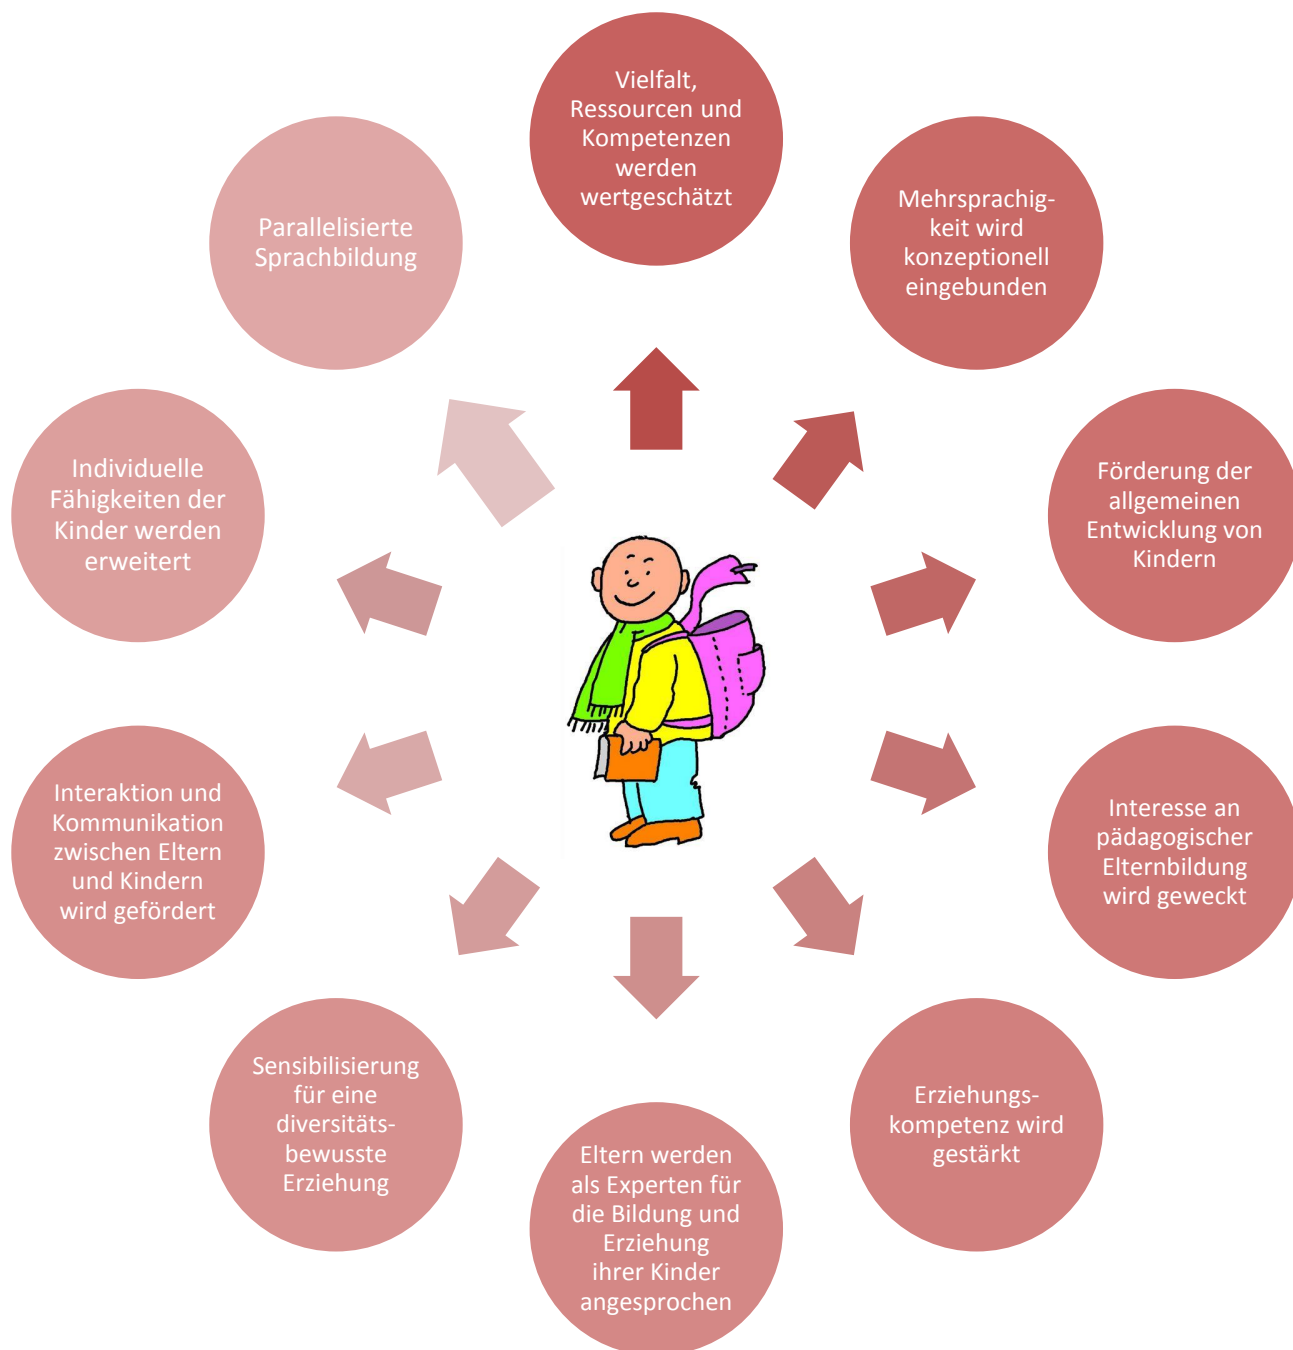 Vielfalt,
Ressourcen und
Kompetenzen
werden
wertgeschätzt
Mehrsprachig-
keit wird
konzeptionell
eingebunden
Förderung der
allgemeinen
Entwicklung von
Kindern
Interesse an
pädagogischer
Elternbildung
wird geweckt
Erziehungs-
kompetenz wird
gestärkt
Eltern werden
als Experten für
die Bildung und
Erziehung
ihrer Kinder
angesprochen
Sensibilisierung
für eine
diversitäts-
bewusste
Erziehung
Interaktion und
Kommunikation
zwischen Eltern
und Kindern
wird gefördert
Individuelle
Fähigkeiten der
Kinder werden
erweitert
Parallelisierte
Sprachbildung